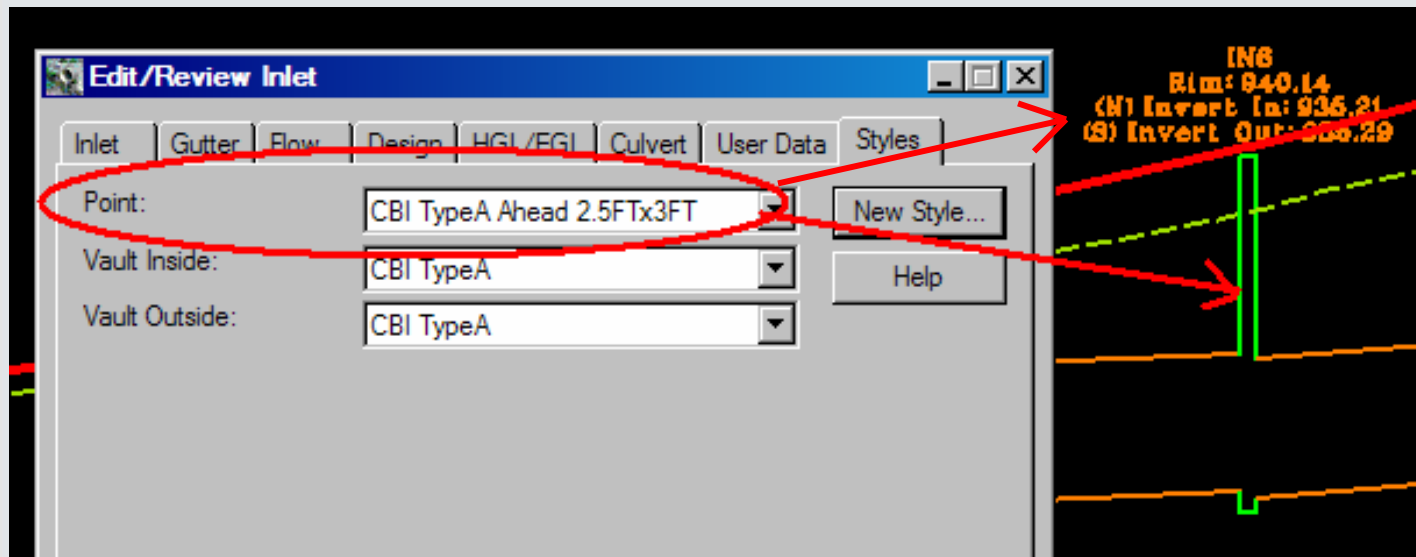 Edit/Review Inlet
Inlet Gutter Flow Design HGL/EGL Culvert User Data Styles
Point: CBI TypeA Ahead 2.5FTx3FT New Style...
Vault Inside: CBI TypeA Help
Vault Outside: CBI TypeA
IN6
Rim: 940.14
(N) Invert In: 936.21
(S) Invert Out: